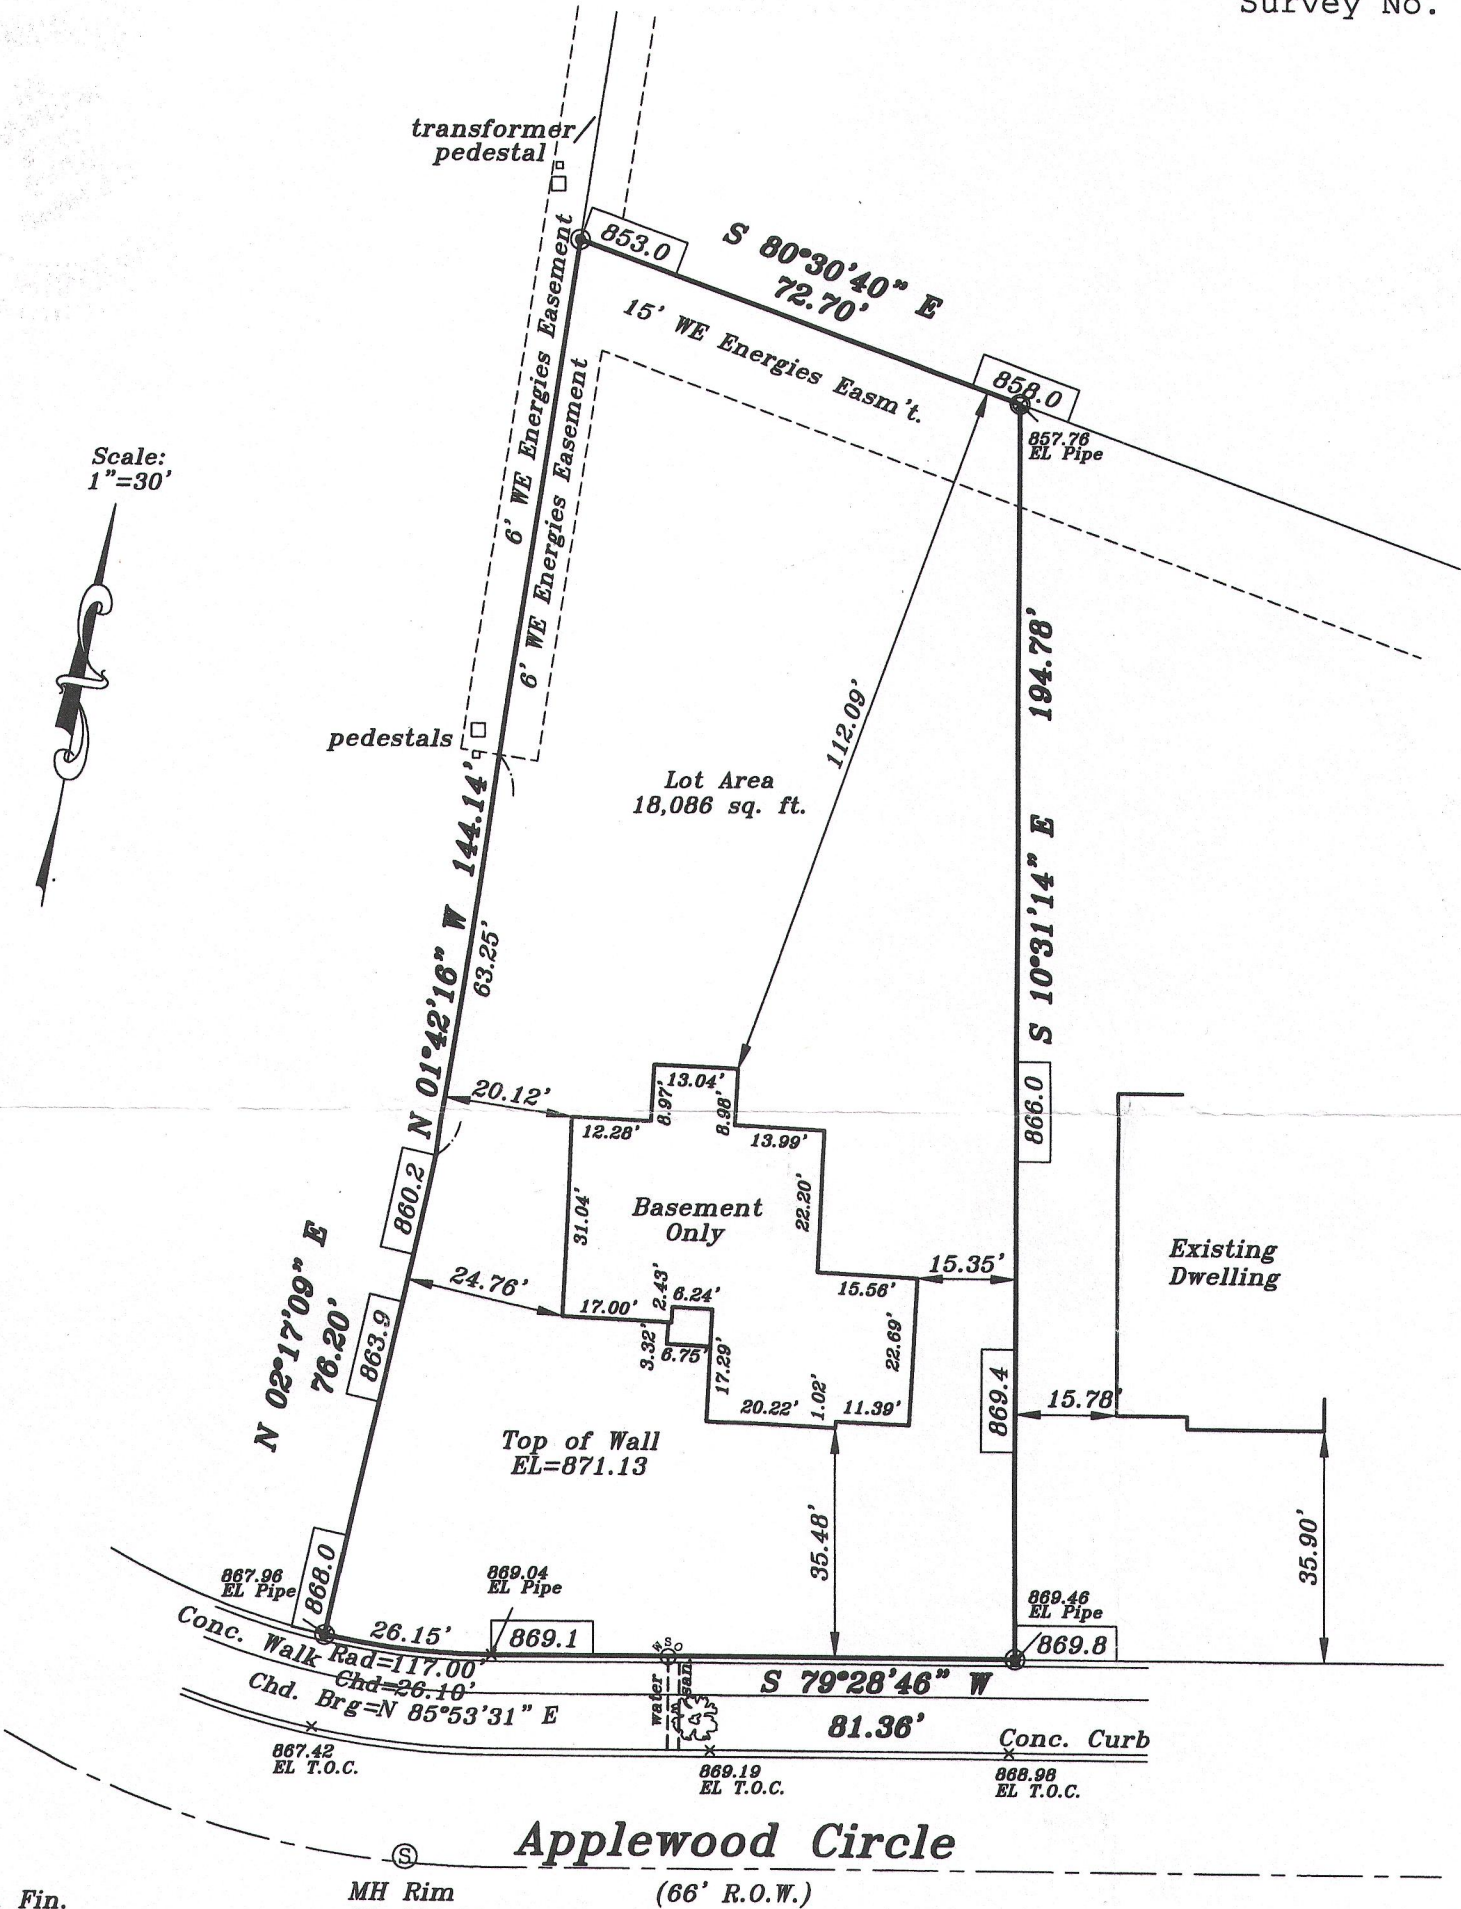 Survey No.
transformer/
pedestal
853.0
S 80°30'40" E
72.70'
15' WE Energies Easm't.
858.0
857.76
EL Pipe
6' WE Energies Easement
6' WE Energies Easement
Scale:
1"=30'
pedestals
194.78'
112.09'
Lot Area
18,086 sq. ft.
N 01°42'16" W 144.14'
63.25'
S 10°31'14" E
866.0
20.12'
13.04'
8.97'
8.98'
12.28'
13.99'
860.2
31.04'
Basement
Only
22.20'
Existing
Dwelling
N 02°17'09" E
76.20'
24.76'
15.35'
15.56'
2.43'
6.24'
17.00'
863.9
3.32'
6.75'
17.29'
22.69'
869.4
15.78'
20.22'
1.02'
11.39'
Top of Wall
EL=871.13
35.48'
35.90'
868.0
867.96
EL Pipe
869.04
EL Pipe
869.46
EL Pipe
26.15'
869.1
869.8
Conc. Walk
Rad=117.00'
Chd=26.10'
Chd. Brg=N 85°53'31" E
water
san.
S 79°28'46" W
81.36'
Conc. Curb
867.42
EL T.O.C.
869.19
EL T.O.C.
868.98
EL T.O.C.
Applewood Circle
S
MH Rim
(66' R.O.W.)
Fin.